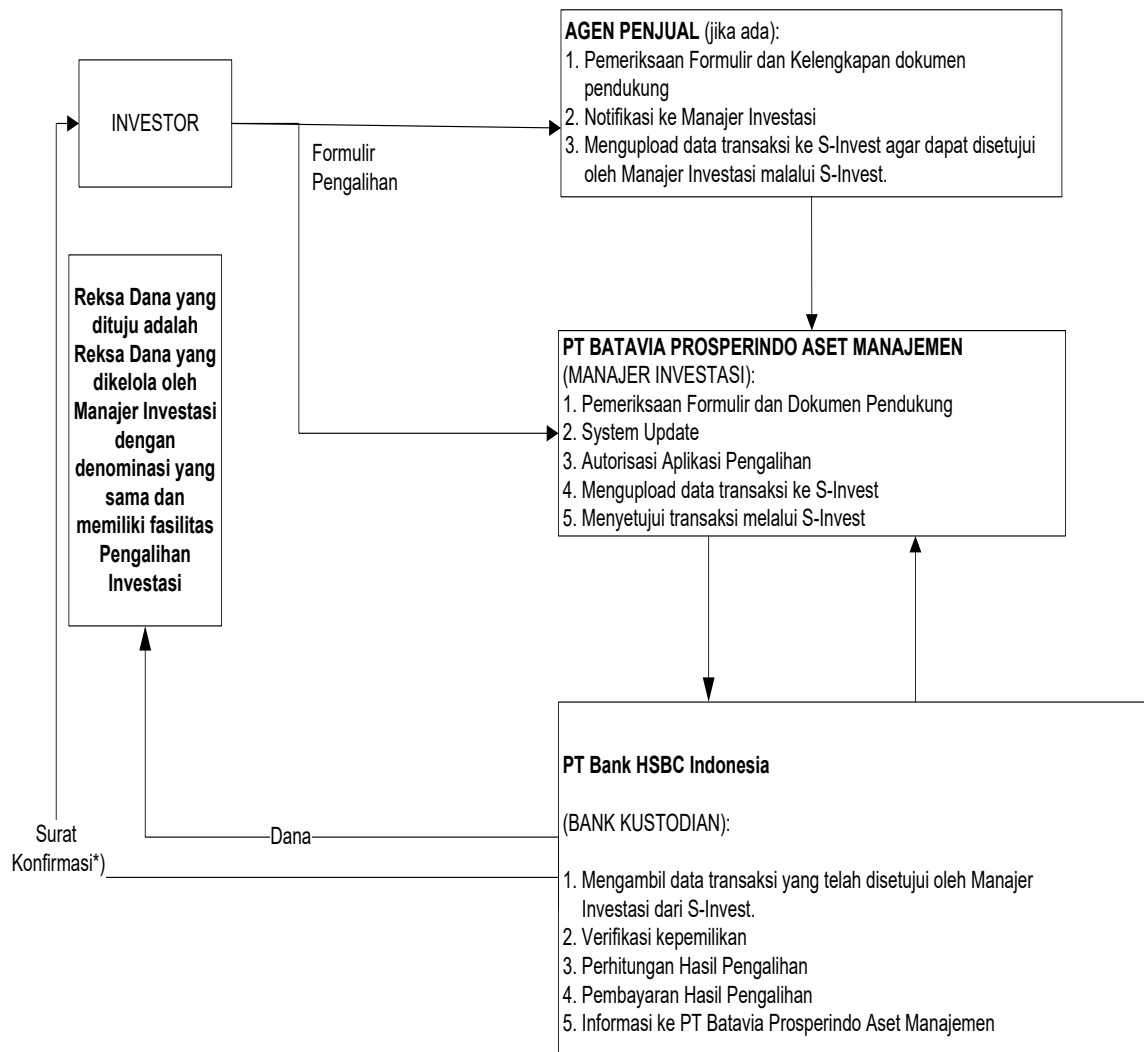 AGEN PENJUAL (jika ada):
1. Pemeriksaan Formulir dan Kelengkapan dokumen
pendukung
2. Notifikasi ke Manajer Investasi
3. Mengupload data transaksi ke S-Invest agar dapat disetujui
oleh Manajer Investasi malalui S-Invest.
INVESTOR
Formulir
Pengalihan
Reksa Dana yang
dituju adalah
Reksa Dana yang
dikelola oleh
Manajer Investasi
dengan
denominasi yang
sama dan
memiliki fasilitas
Pengalihan
Investasi
PT BATAVIA PROSPERINDO ASET MANAJEMEN
(MANAJER INVESTASI):
1. Pemeriksaan Formulir dan Dokumen Pendukung
2. System Update
3. Autorisasi Aplikasi Pengalihan
4. Mengupload data transaksi ke S-Invest
5. Menyetujui transaksi melalui S-Invest
PT Bank HSBC Indonesia
(BANK KUSTODIAN):
1. Mengambil data transaksi yang telah disetujui oleh Manajer
Investasi dari S-Invest.
2. Verifikasi kepemilikan
3. Perhitungan Hasil Pengalihan
4. Pembayaran Hasil Pengalihan
5. Informasi ke PT Batavia Prosperindo Aset Manajemen
Dana
Surat
Konfirmasi*)